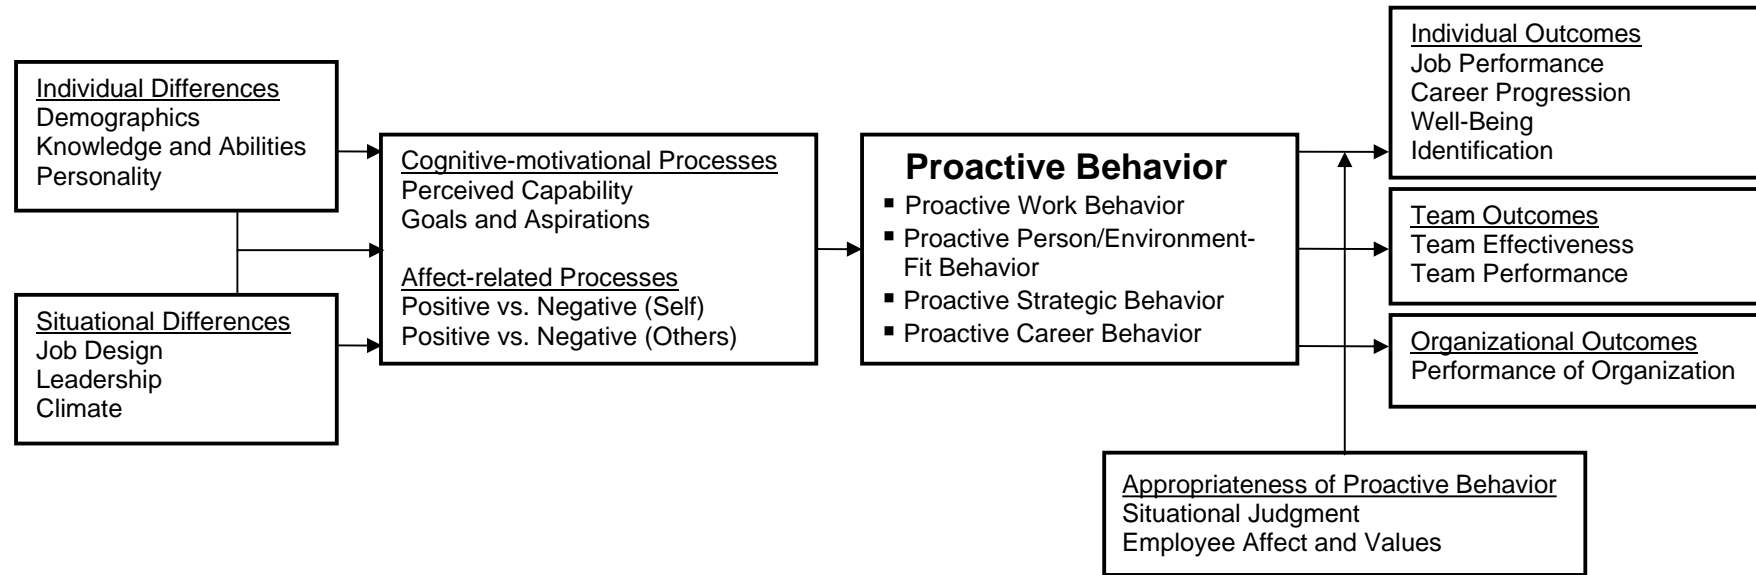 Individual Differences
Demographics
Knowledge and Abilities
Personality
Situational Differences
Job Design
Leadership
Climate
Cognitive-motivational Processes
Perceived Capability
Goals and Aspirations
Affect-related Processes
Positive vs. Negative (Self)
Positive vs. Negative (Others)
Proactive Behavior
▪ Proactive Work Behavior
▪ Proactive Person/Environment-
Fit Behavior
▪ Proactive Strategic Behavior
▪ Proactive Career Behavior
Individual Outcomes
Job Performance
Career Progression
Well-Being
Identification
Team Outcomes
Team Effectiveness
Team Performance
Organizational Outcomes
Performance of Organization
Appropriateness of Proactive Behavior
Situational Judgment
Employee Affect and Values